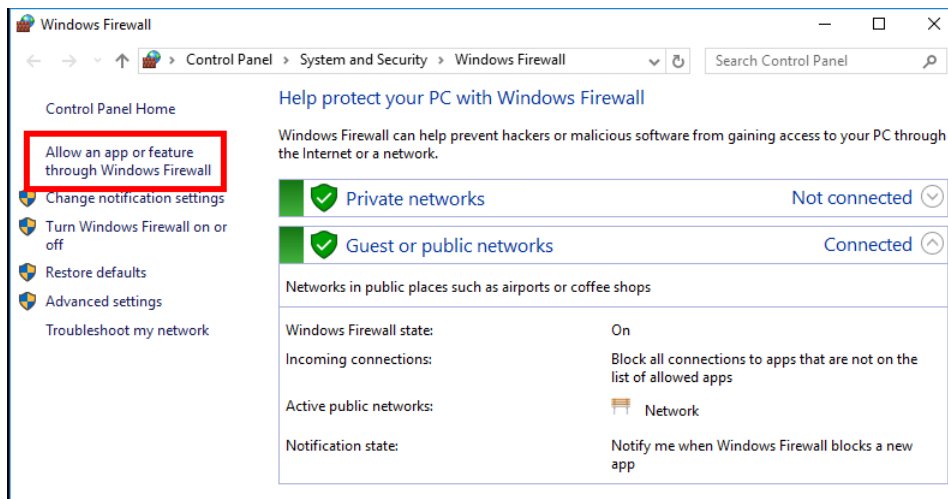 Windows Firewall
Control Panel > System and Security > Windows Firewall
Search Control Panel
Control Panel Home
Allow an app or feature
through Windows Firewall
Change notification settings
Turn Windows Firewall on or
off
Restore defaults
Advanced settings
Troubleshoot my network
Help protect your PC with Windows Firewall
Windows Firewall can help prevent hackers or malicious software from gaining access to your PC through
the Internet or a network.
Private networks
Not connected
Guest or public networks
Connected
Networks in public places such as airports or coffee shops
Windows Firewall state:
On
Incoming connections:
Block all connections to apps that are not on the
list of allowed apps
Active public networks:
Network
Notification state:
Notify me when Windows Firewall blocks a new
app